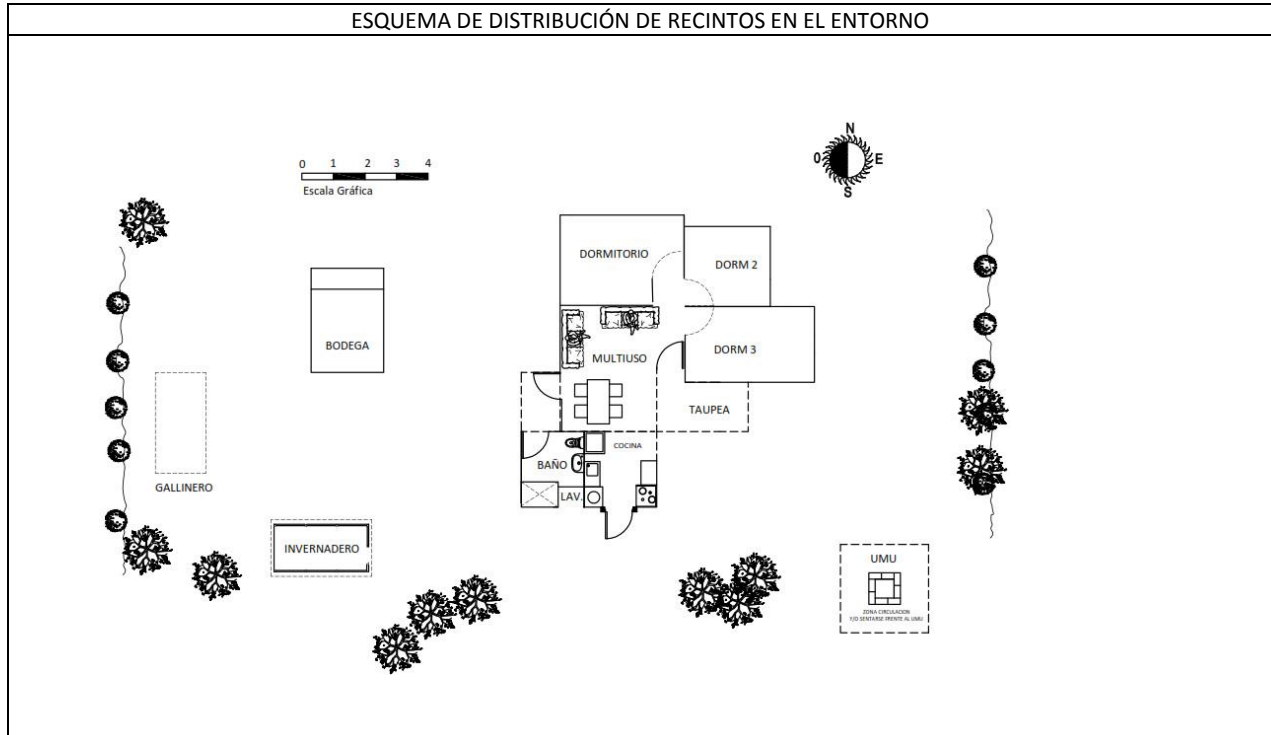 ESQUEMA DE DISTRIBUCIÓN DE RECINTOS EN EL ENTORNO
N
0 E
S
0 1 2 3 4
Escala Gráfica
DORMITORIO
DORM 2
BODEGA
MULTIUSO
DORM 3
TAUPEA
COCINA
BAÑO
GALLINERO
LAV.
INVERNADERO
UMU
ZONA CIRCULACION
Y/O SENTARSE FRENTE AL UMU